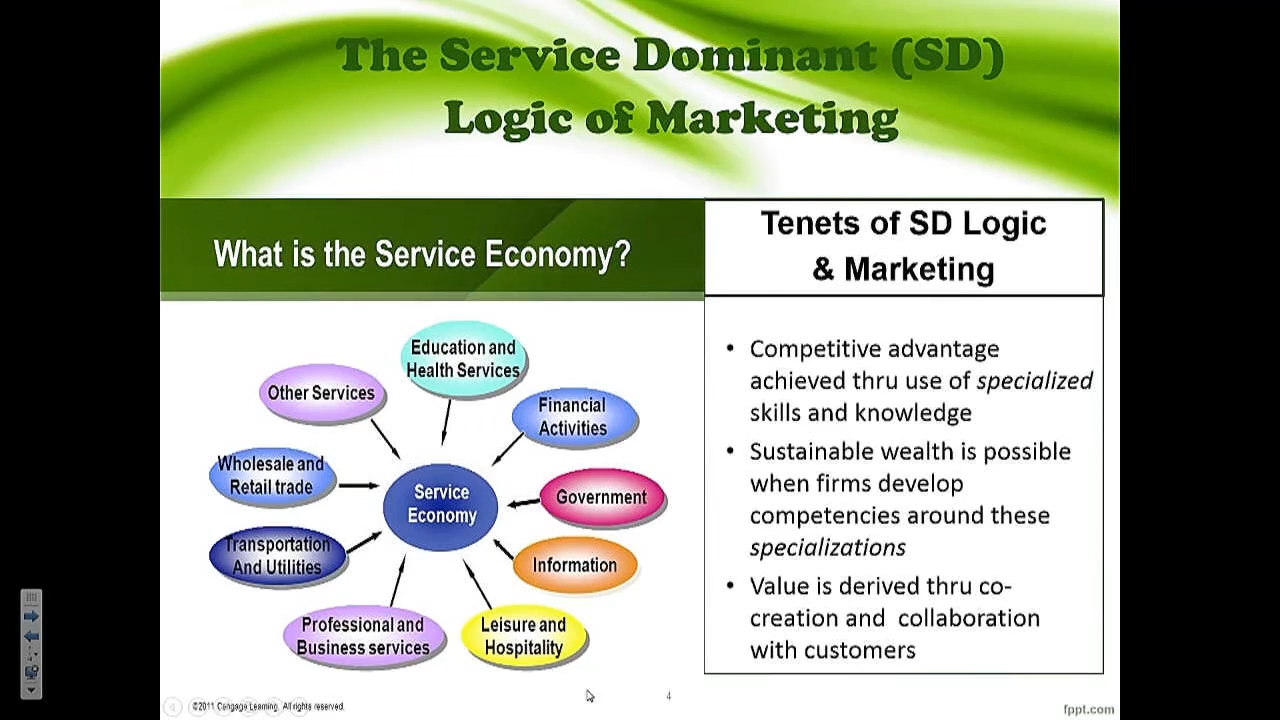 The Service Dominant (SD)
Logic of Marketing
What is the Service Economy?
Education and
Health Services
Other Services
Financial
Activities
Wholesale and
Retail trade
Service
Economy
Government
Transportation
And Utilities
Information
Professional and
Business services
Leisure and
Hospitality
Tenets of SD Logic
& Marketing
• Competitive advantage
achieved thru use of specialized
skills and knowledge
• Sustainable wealth is possible
when firms develop
competencies around these
specializations
• Value is derived thru co-
creation and collaboration
with customers
©2011 Cengage Learning. All rights reserved.
4
fppt.com